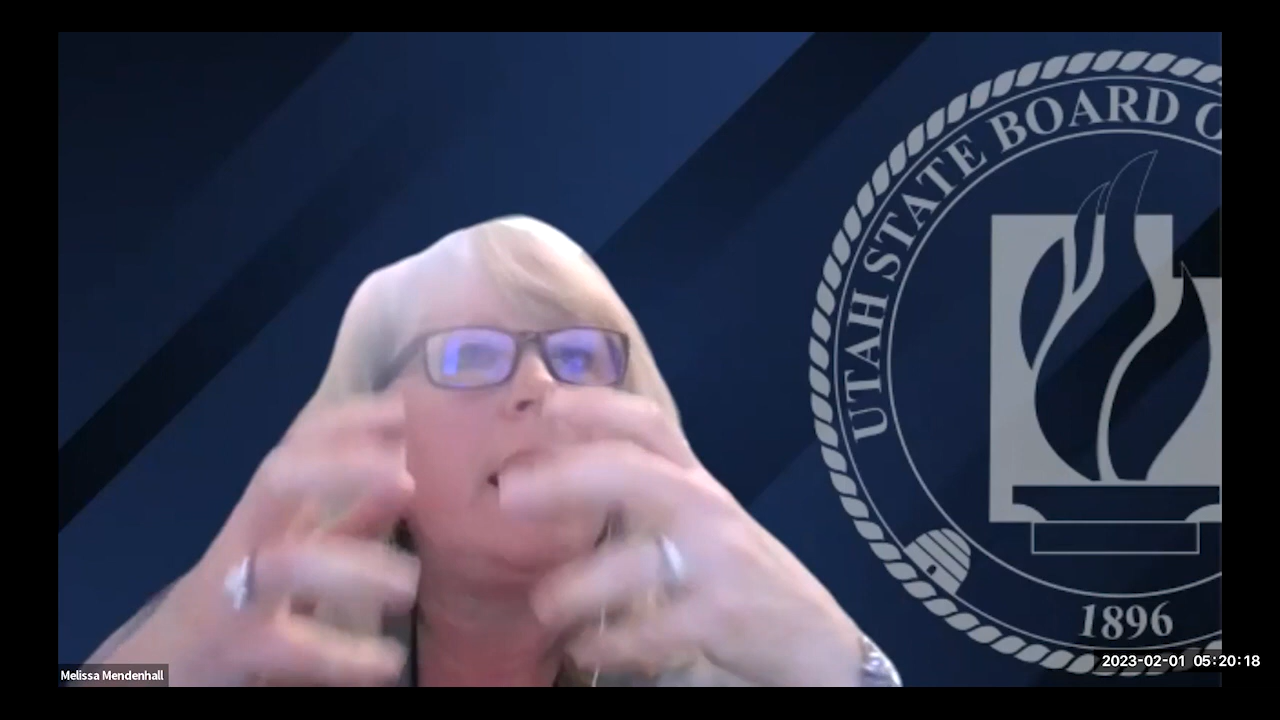 UTAH STATE BOARD O
1896
2023-02-01 05:20:18
Melissa Mendenhall